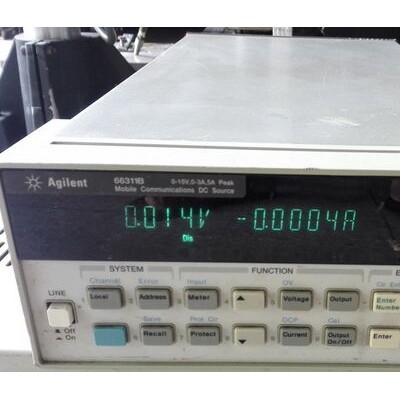 Agilent 66311B 0-15V,0-3A,5A Peak
Mobile Communications DC Source
0.014V -0.0004A
Dis
SYSTEM FUNCTION E
Channel Error Input OV
LINE Local Address Meter Voltage Output Enter Number
Off
On
Save Prot Clr OCP Cal
Recall Protect Current Output On/Off Enter